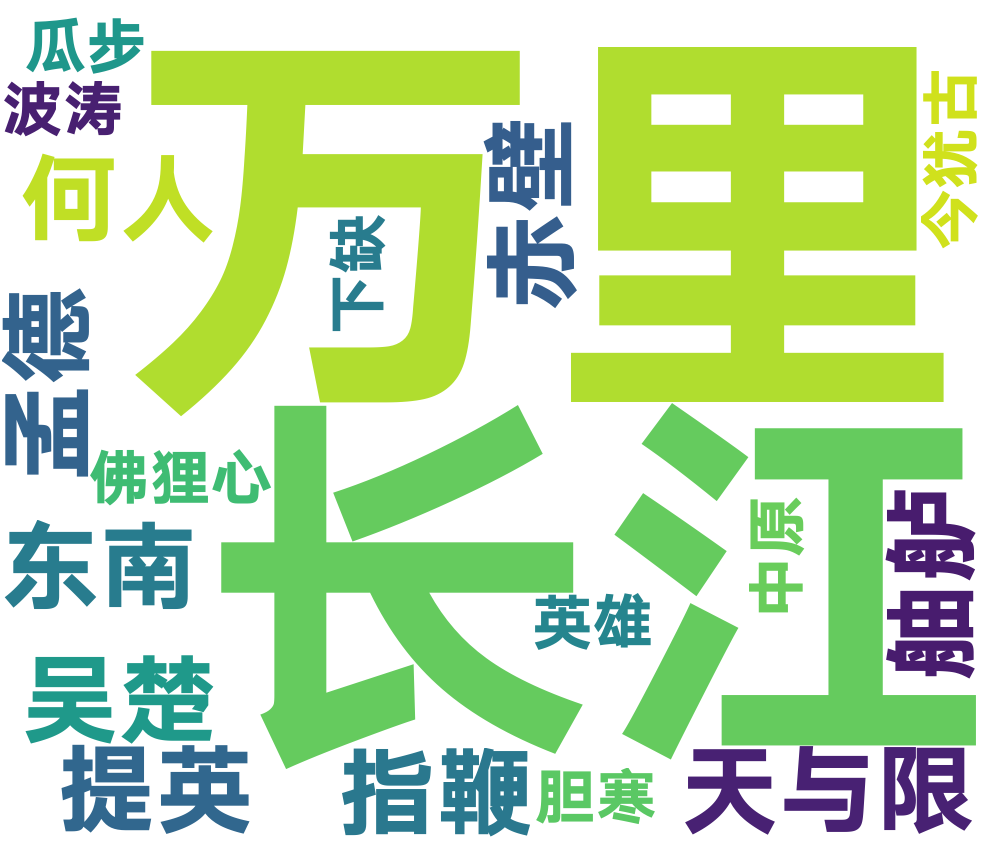 瓜步
万里
波涛
今犹古
赤壁
何人
下缺
孟德
长江
佛狸心
舳舻
中原
东南
英雄
吴楚
提英
指鞭
胆寒
天与限